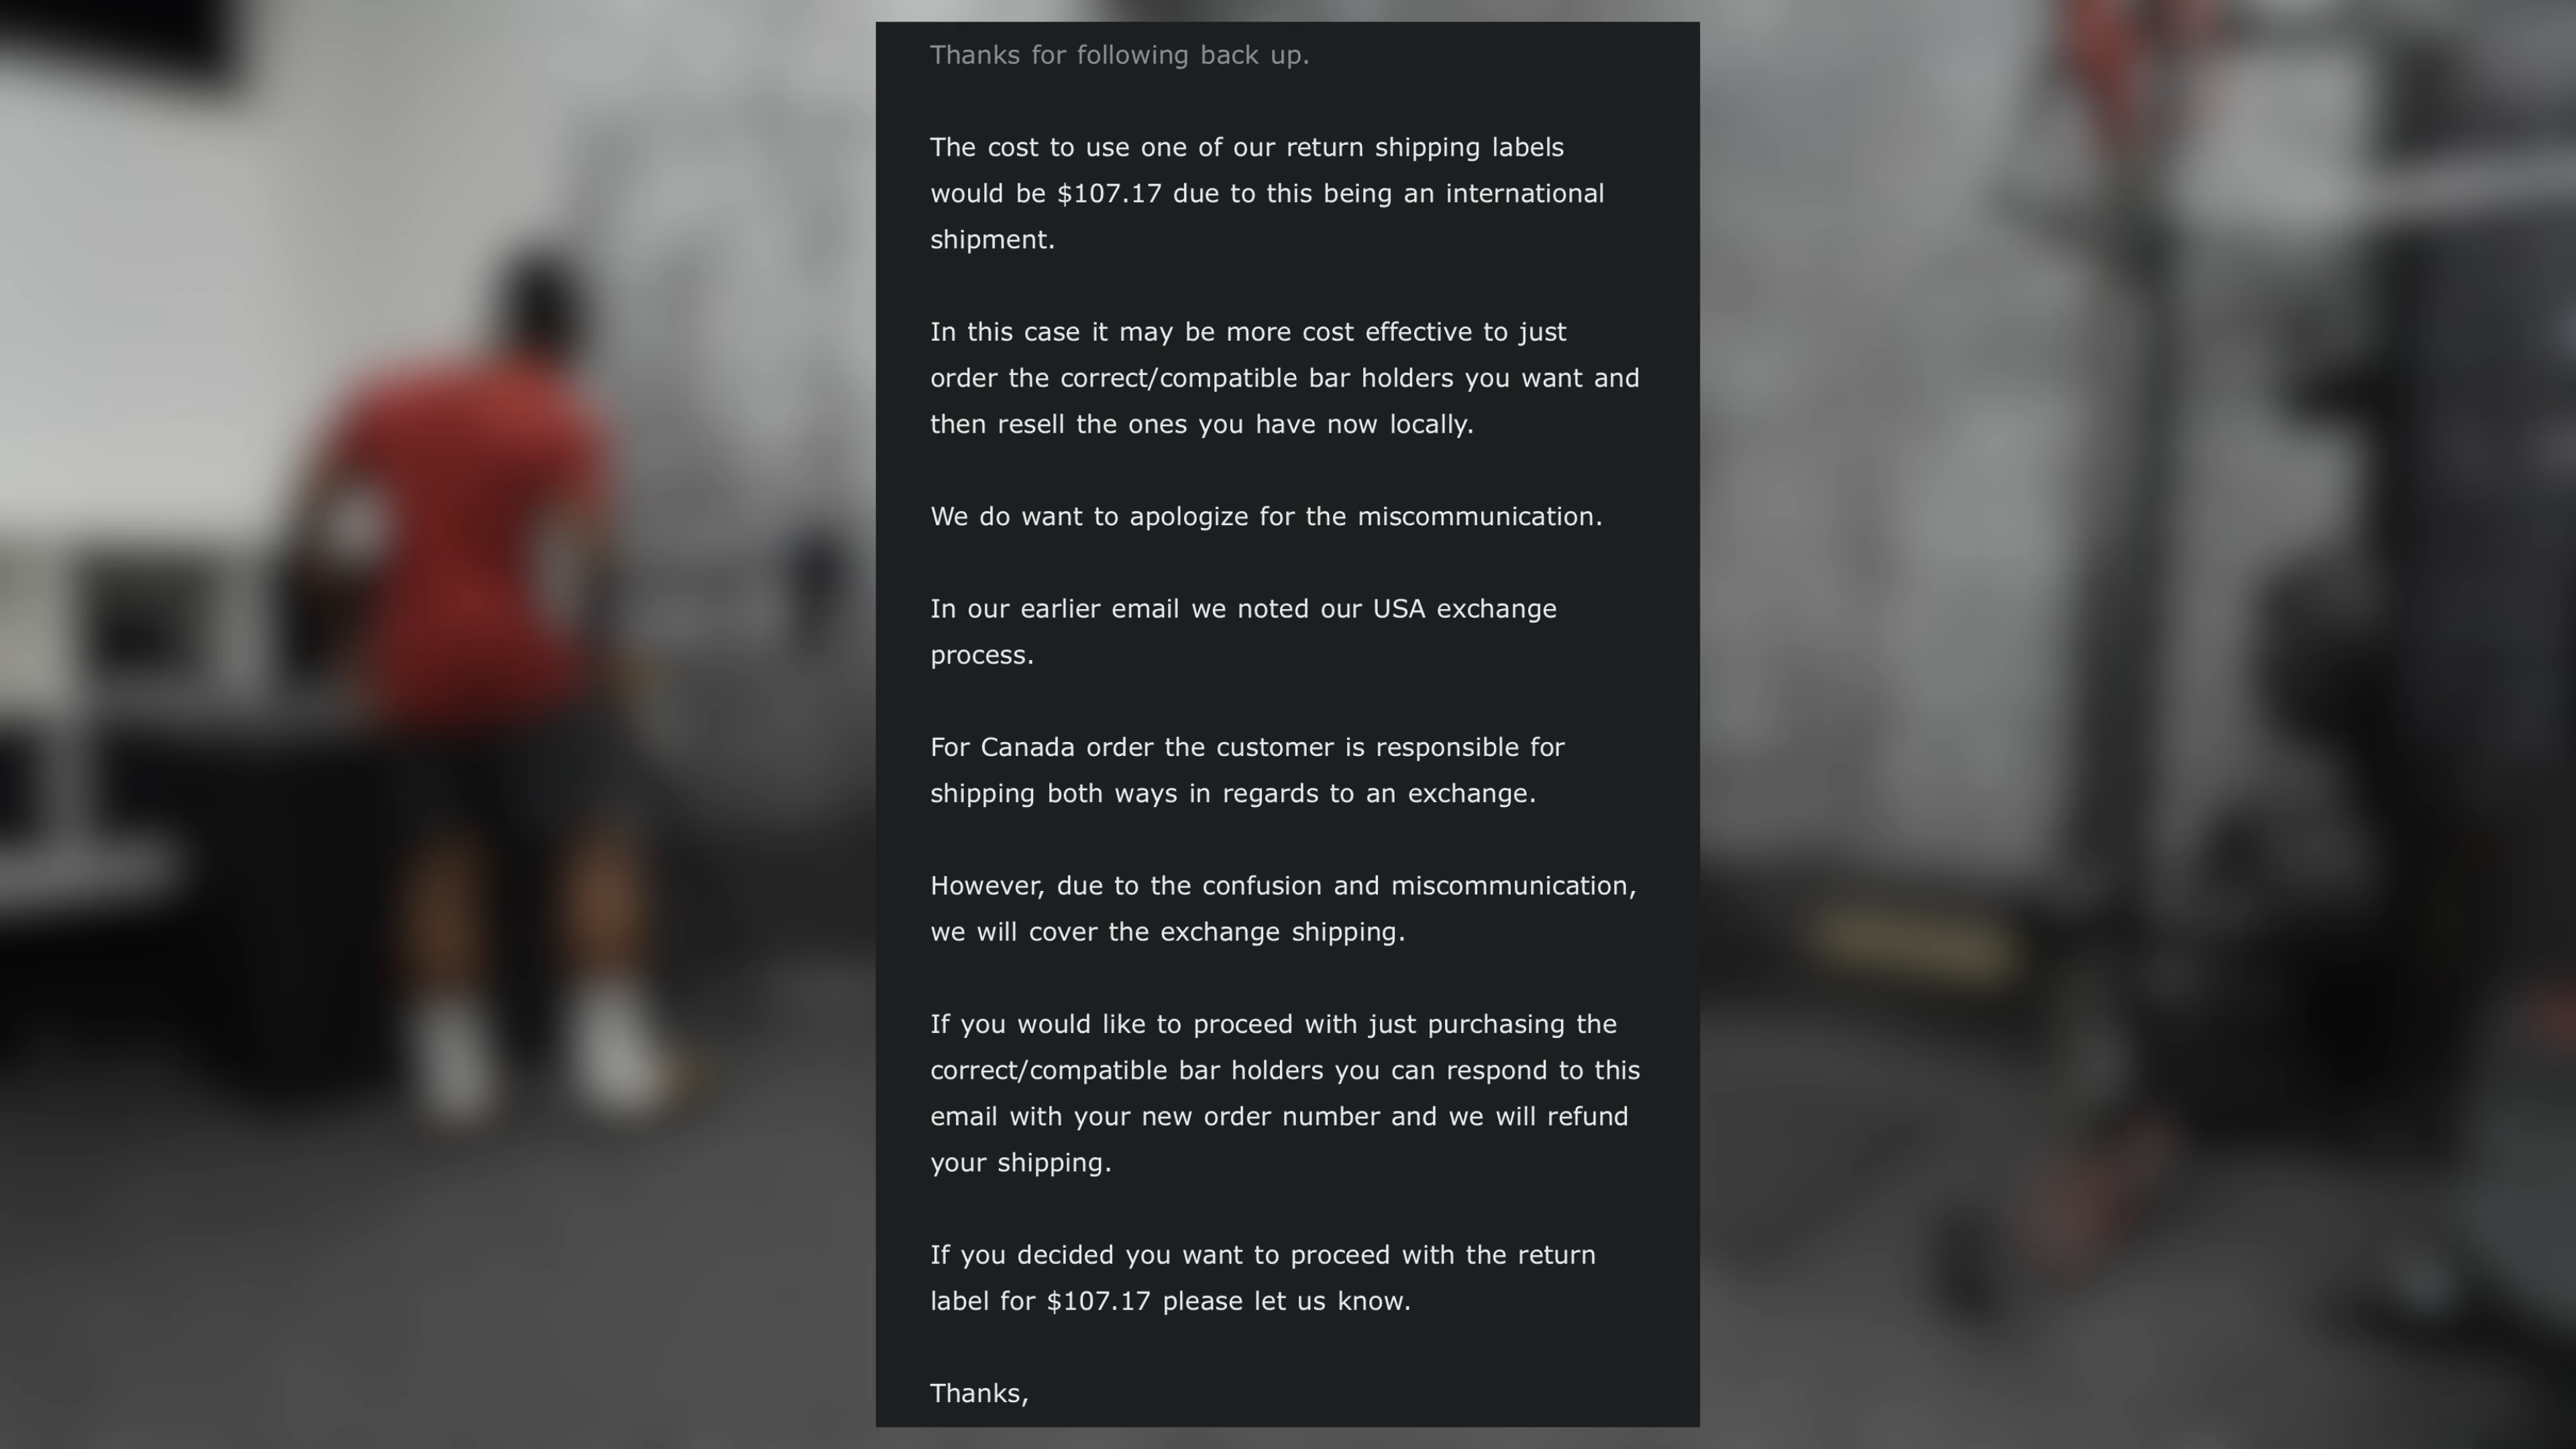 Thanks for following back up.
The cost to use one of our return shipping labels
would be $107.17 due to this being an international
shipment.
In this case it may be more cost effective to just
order the correct/compatible bar holders you want and
then resell the ones you have now locally.
We do want to apologize for the miscommunication.
In our earlier email we noted our USA exchange
process.
For Canada order the customer is responsible for
shipping both ways in regards to an exchange.
However, due to the confusion and miscommunication,
we will cover the exchange shipping.
If you would like to proceed with just purchasing the
correct/compatible bar holders you can respond to this
email with your new order number and we will refund
your shipping.
If you decided you want to proceed with the return
label for $107.17 please let us know.
Thanks,